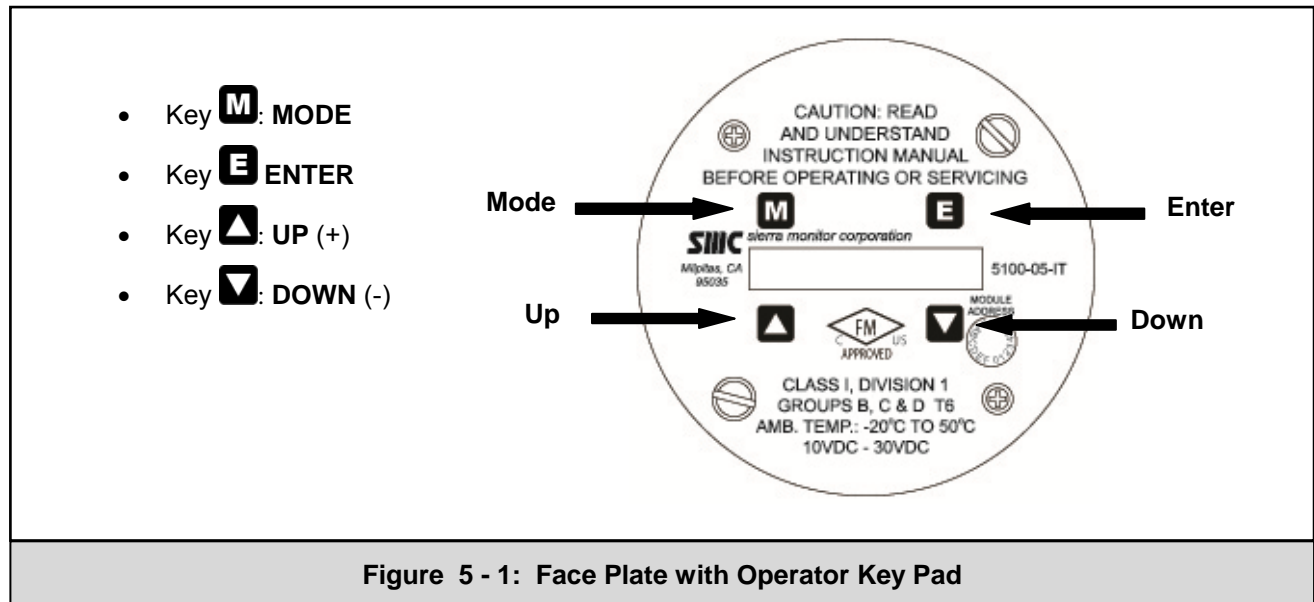 • Key M: MODE
• Key E ENTER
• Key ▲: UP (+)
• Key ▼: DOWN (-)
CAUTION: READ
AND UNDERSTAND
INSTRUCTION MANUAL
BEFORE OPERATING OR SERVICING
Mode
M
E
Enter
SMC sierra monitor corporation
Milpitas, CA
95035
5100-05-IT
Up
C FM US
APPROVED
MODULE
ADDRESS
Down
CLASS I, DIVISION 1
GROUPS B, C & D T6
AMB. TEMP.: -20°C TO 50°C
10VDC - 30VDC
Figure 5 - 1: Face Plate with Operator Key Pad